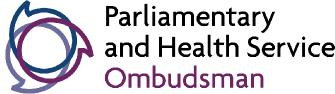 Parliamentary
and Health Service
Ombudsman